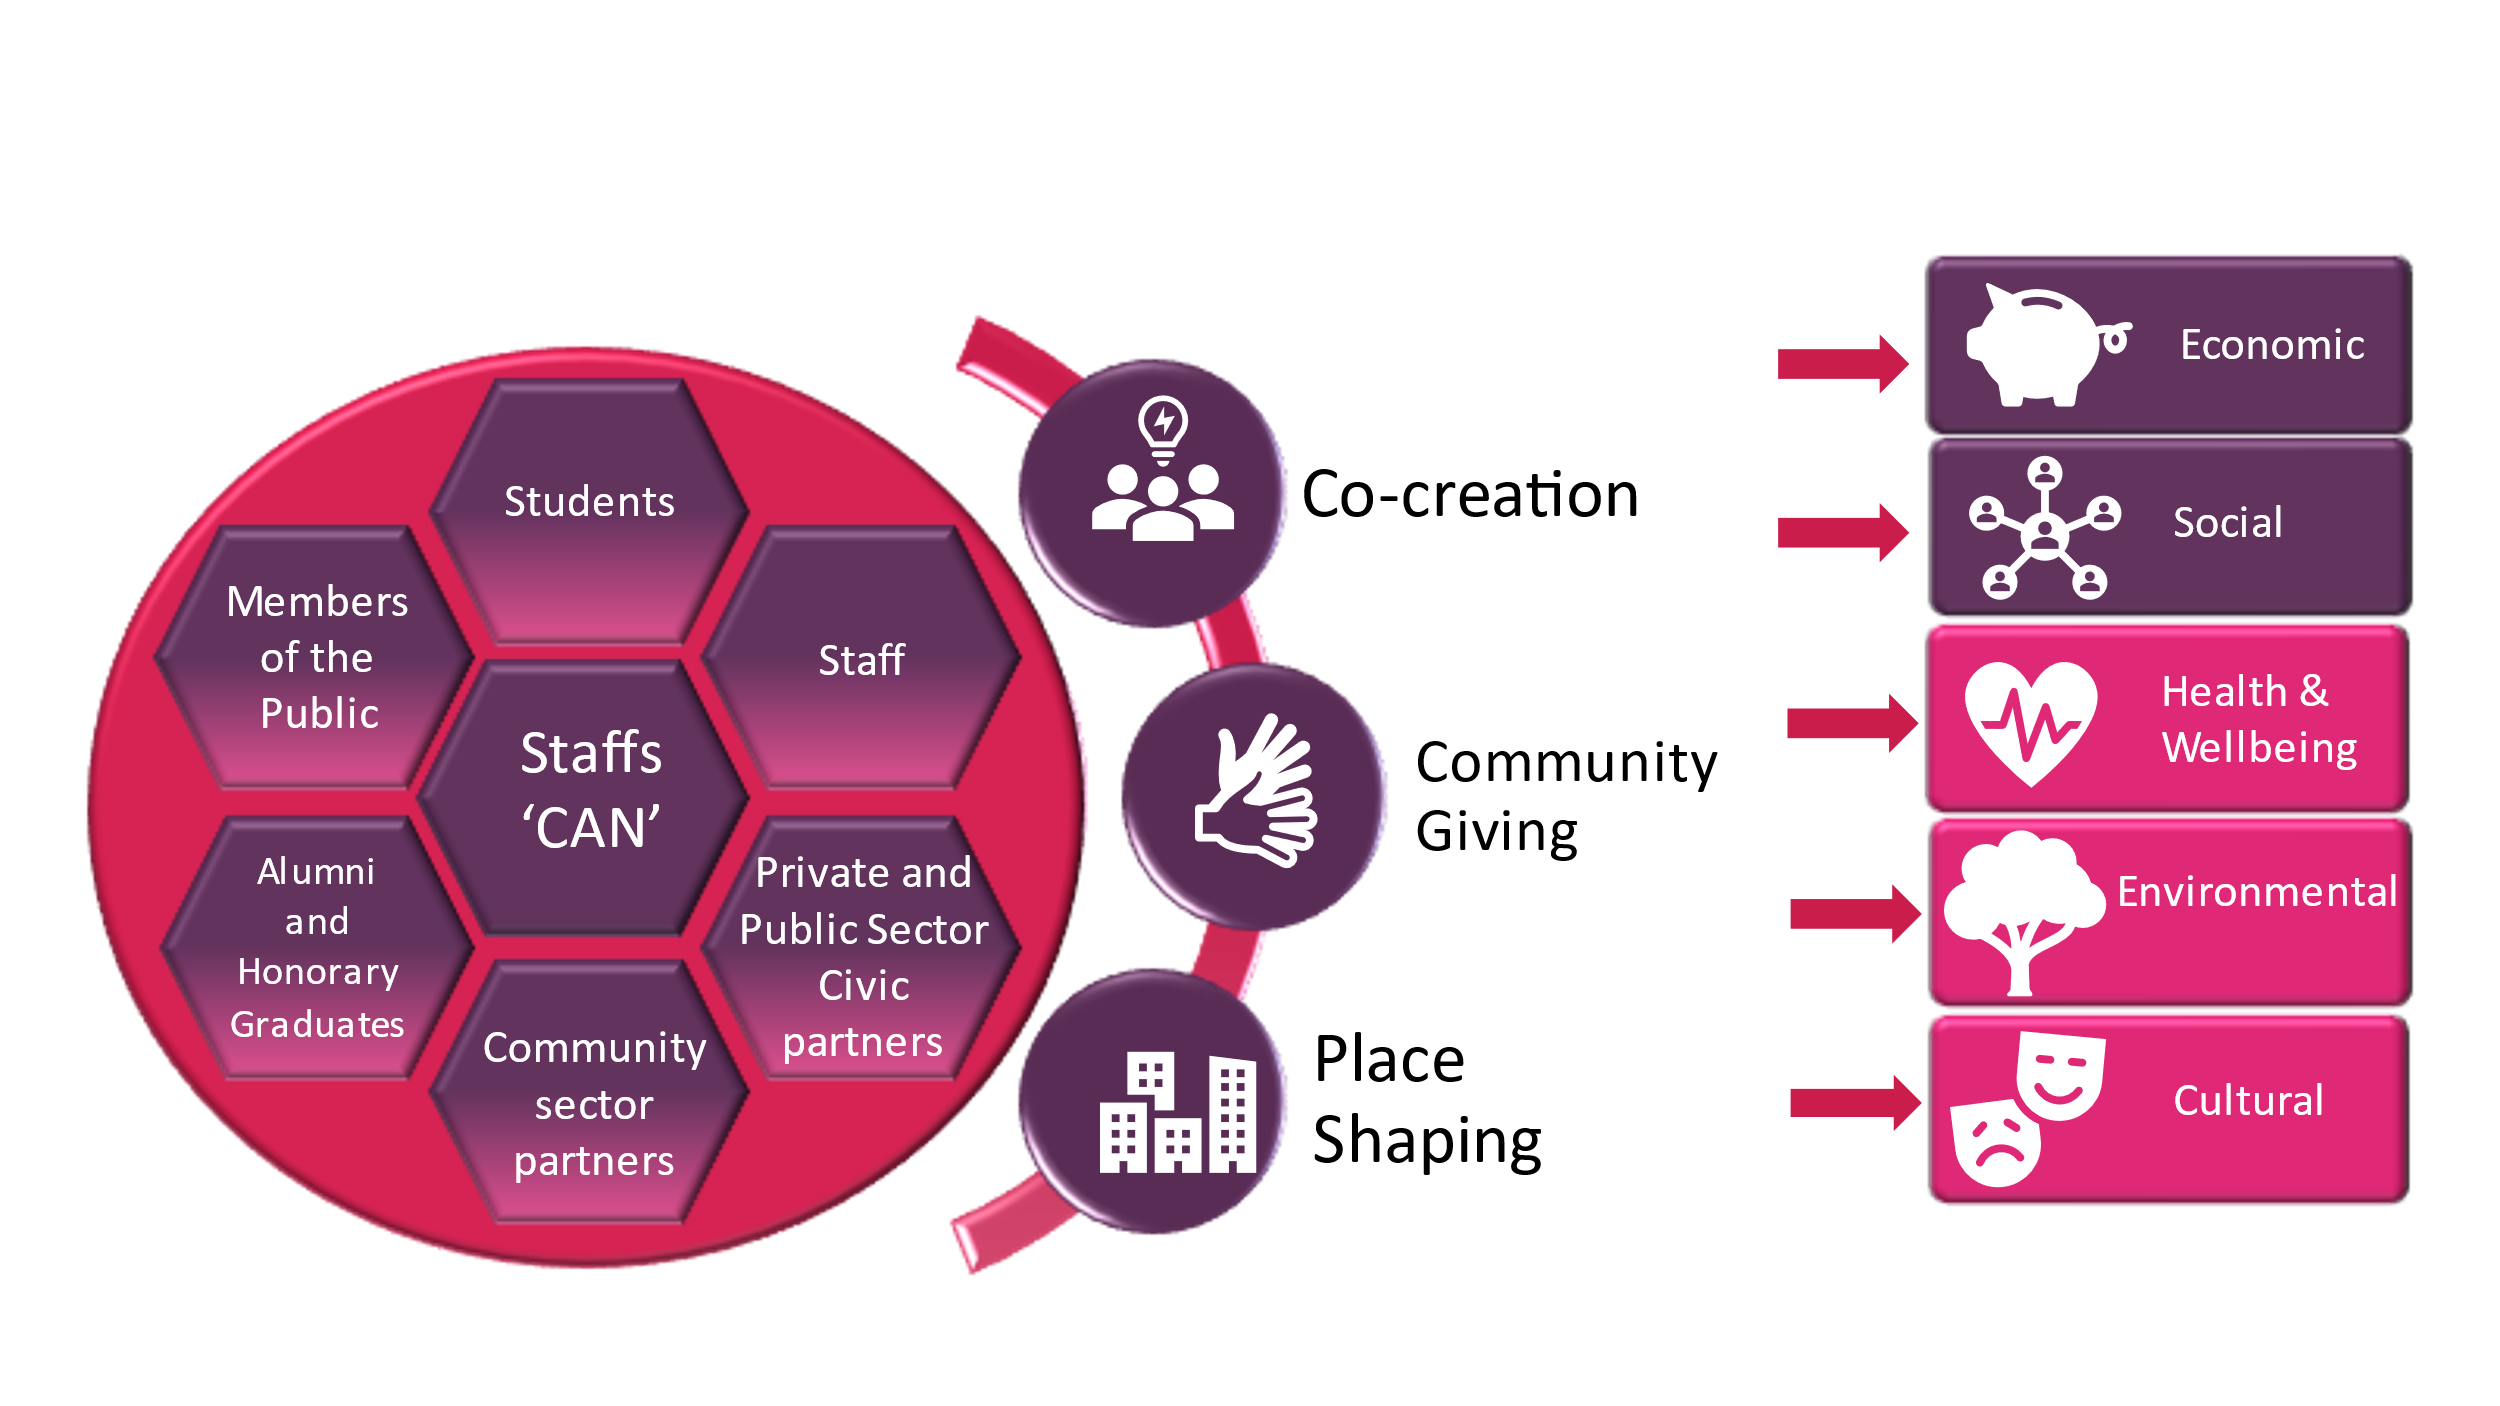 Students
Members
of the
Public
Staff
Staffs
‘CAN’
Alumni
and
Honorary
Graduates
Private and
Public Sector
Civic
partners
Community
sector
partners
Co-creation
Community
Giving
Place
Shaping
Economic
Social
Health &
Wellbeing
Environmental
Cultural